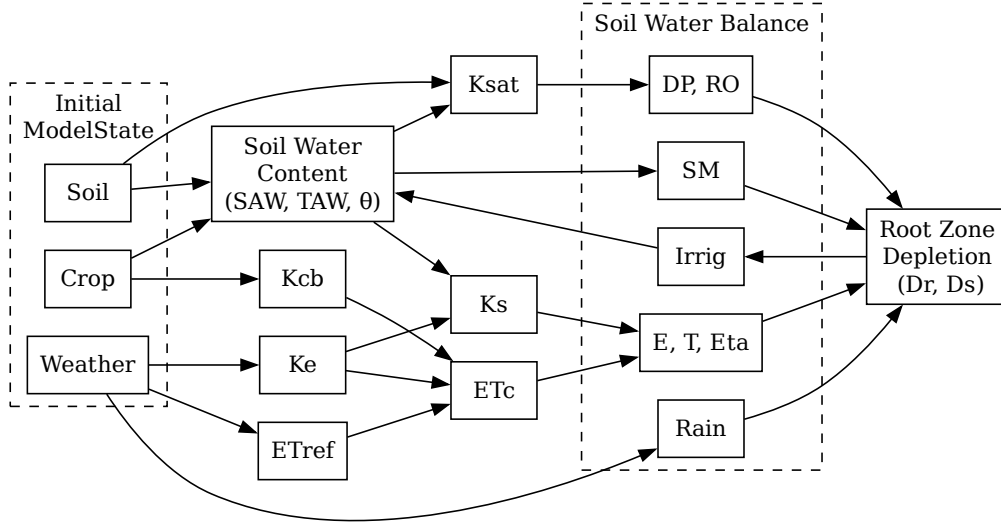 Soil Water Balance
Initial
ModelState
Soil
Crop
Weather
Soil Water
Content
(SAW, TAW, θ)
Kcb
Ke
ETref
Ksat
Ks
ETc
DP, RO
SM
Irrig
E, T, Eta
Rain
Root Zone
Depletion
(Dr, Ds)